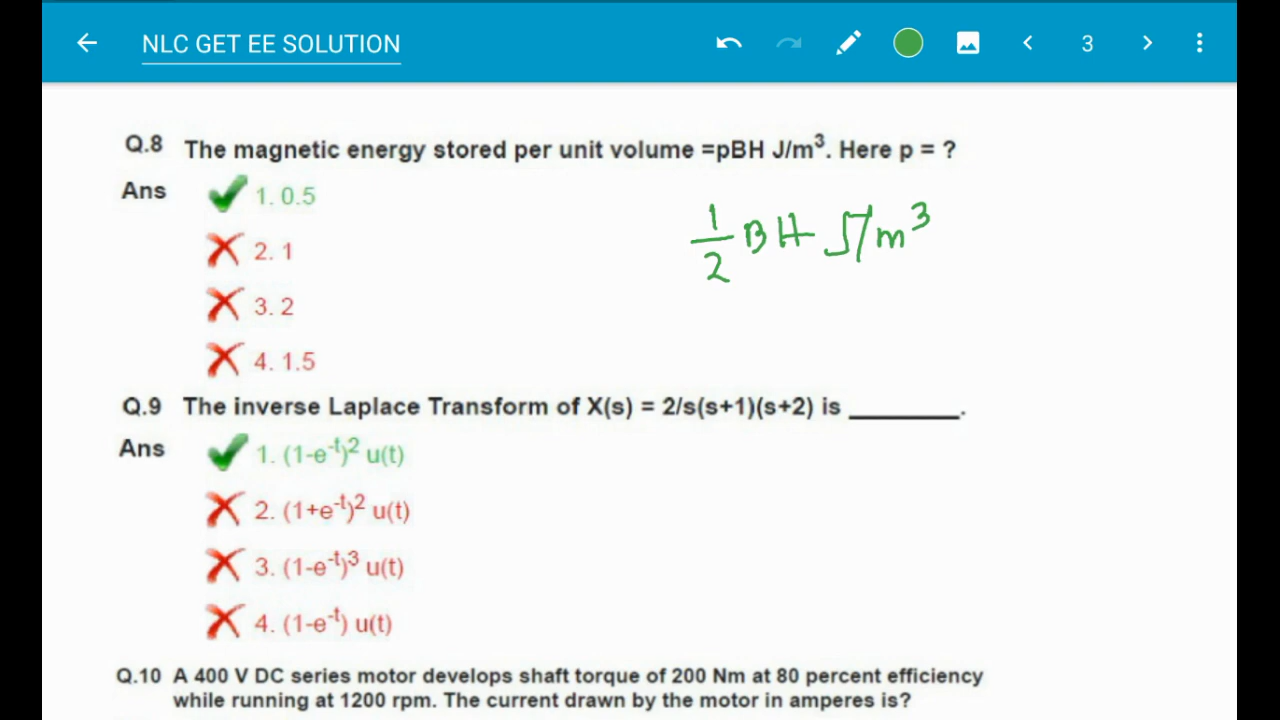 NLC GET EE SOLUTION
3
Q.8 The magnetic energy stored per unit volume =pBH J/m³. Here p = ?
Ans
1. 0.5
½ BH J/m³
2. 1
3. 2
4. 1.5
Q.9 The inverse Laplace Transform of X(s) = 2/s(s+1)(s+2) is ________.
Ans
1. (1-e⁻ᵗ)² u(t)
2. (1+e⁻ᵗ)² u(t)
3. (1-e⁻ᵗ)³ u(t)
4. (1-e⁻ᵗ) u(t)
Q.10 A 400 V DC series motor develops shaft torque of 200 Nm at 80 percent efficiency
while running at 1200 rpm. The current drawn by the motor in amperes is?